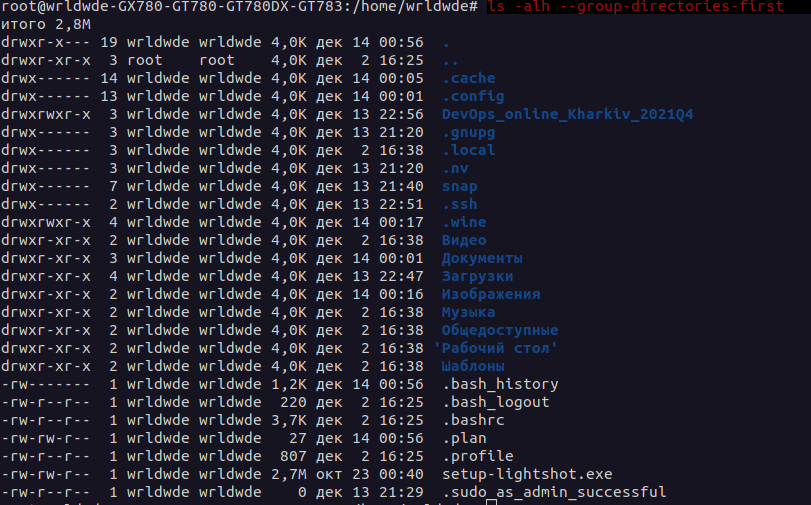 root@wrldwde-GX780-GT780-GT780DX-GT783:/home/wrldwde# ls -alh --group-directories-first
итого 2,8M
drwxr-x--- 19 wrldwde wrldwde 4,0K дек 14 00:56 .
drwxr-xr-x 3 root root 4,0K дек 2 16:25 ..
drwx------ 14 wrldwde wrldwde 4,0K дек 14 00:05 .cache
drwx------ 13 wrldwde wrldwde 4,0K дек 14 00:01 .config
drwxrwxr-x 3 wrldwde wrldwde 4,0K дек 13 22:56 DevOps_online_Kharkiv_2021Q4
drwx------ 3 wrldwde wrldwde 4,0K дек 13 21:20 .gnupg
drwx------ 3 wrldwde wrldwde 4,0K дек 2 16:38 .local
drwx------ 3 wrldwde wrldwde 4,0K дек 13 21:20 .nv
drwx------ 7 wrldwde wrldwde 4,0K дек 13 21:40 snap
drwx------ 2 wrldwde wrldwde 4,0K дек 13 22:51 .ssh
drwxrwxr-x 4 wrldwde wrldwde 4,0K дек 14 00:17 .wine
drwxr-xr-x 2 wrldwde wrldwde 4,0K дек 2 16:38 Видео
drwxr-xr-x 3 wrldwde wrldwde 4,0K дек 14 00:01 Документы
drwxr-xr-x 4 wrldwde wrldwde 4,0K дек 13 22:47 Загрузки
drwxr-xr-x 2 wrldwde wrldwde 4,0K дек 14 00:16 Изображения
drwxr-xr-x 2 wrldwde wrldwde 4,0K дек 2 16:38 Музыка
drwxr-xr-x 2 wrldwde wrldwde 4,0K дек 2 16:38 Общедоступные
drwxr-xr-x 2 wrldwde wrldwde 4,0K дек 2 16:38 'Рабочий стол'
drwxr-xr-x 2 wrldwde wrldwde 4,0K дек 2 16:38 Шаблоны
-rw------- 1 wrldwde wrldwde 1,2K дек 14 00:56 .bash_history
-rw-r--r-- 1 wrldwde wrldwde 220 дек 2 16:25 .bash_logout
-rw-r--r-- 1 wrldwde wrldwde 3,7K дек 2 16:25 .bashrc
-rw-rw-r-- 1 wrldwde wrldwde 27 дек 14 00:56 .plan
-rw-r--r-- 1 wrldwde wrldwde 807 дек 2 16:25 .profile
-rw-rw-r-- 1 wrldwde wrldwde 2,7M окт 23 00:40 setup-lightshot.exe
-rw-r--r-- 1 wrldwde wrldwde 0 дек 13 21:29 .sudo_as_admin_successful